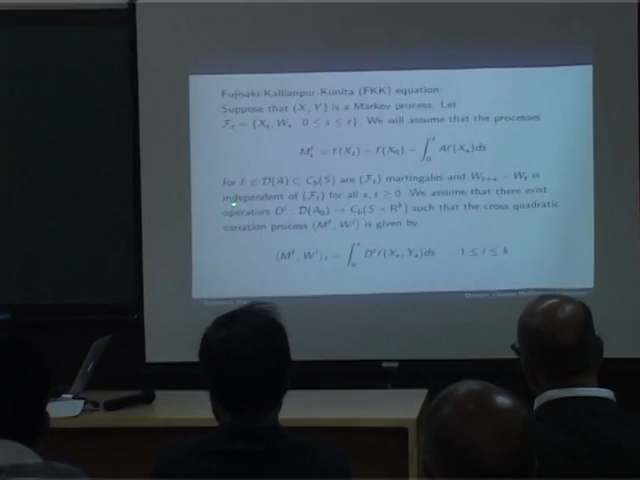 Fujisaki-Kallianpur-Kunita (FKK) equation:
Suppose that (X, Y) is a Markov process. Let
F_t = {X_s, W_s : 0 ≤ s ≤ t}. We will assume that the processes
M_t^f = f(X_t) − f(X_0) − ∫_0^t Af(X_s)ds
for f ∈ D(A) ⊂ C_b(S) are (F_t) martingales and W_{t+s} − W_t is
independent of (F_t) for all s, t ≥ 0. We assume that there exist
operators D^i : D(A_0) → C_b(S × R^k) such that the cross quadratic
variation process ⟨M^f, W^i⟩ is given by
⟨M^f, W^i⟩_t = ∫_0^t D^i f(X_s, Y_s)ds 1 ≤ i ≤ k